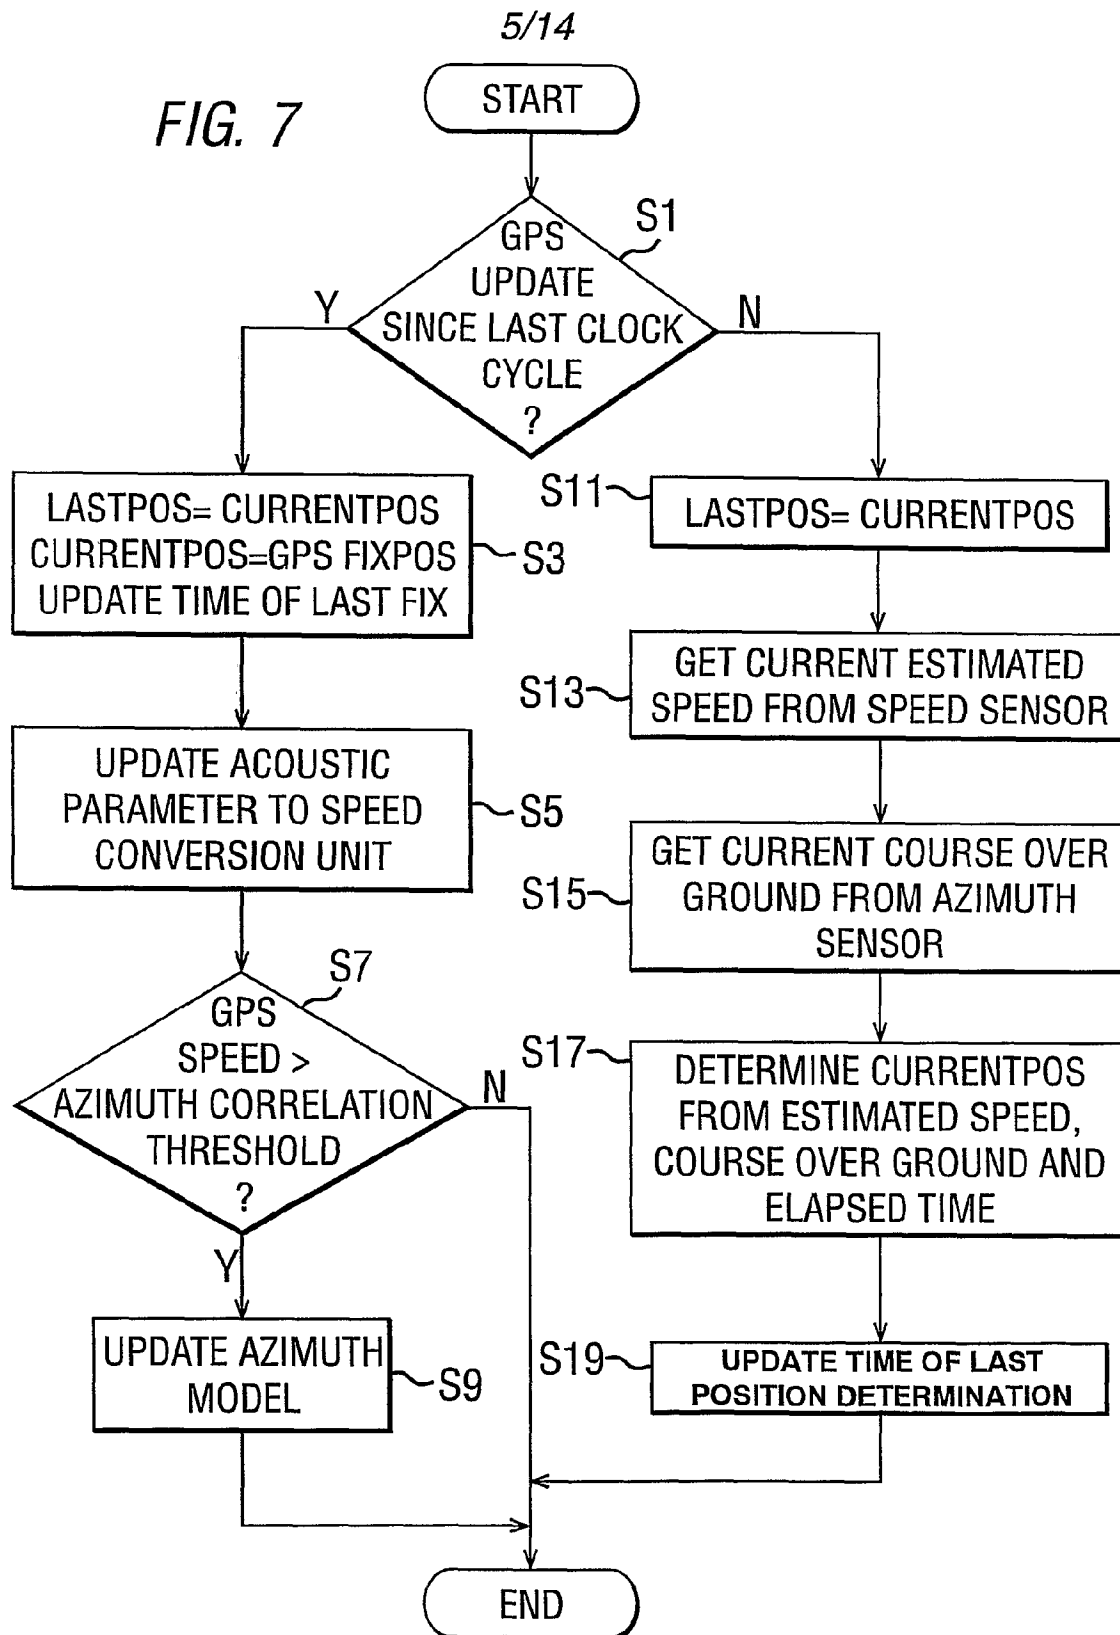 5/14
FIG. 7
START
S1
GPS
UPDATE
SINCE LAST CLOCK
CYCLE
?
Y
N
LASTPOS= CURRENTPOS
CURRENTPOS=GPS FIXPOS
UPDATE TIME OF LAST FIX
S3
UPDATE ACOUSTIC
PARAMETER TO SPEED
CONVERSION UNIT
S5
S7
GPS
SPEED >
AZIMUTH CORRELATION
THRESHOLD
?
N
Y
UPDATE AZIMUTH
MODEL
S9
S11
LASTPOS= CURRENTPOS
S13
GET CURRENT ESTIMATED
SPEED FROM SPEED SENSOR
S15
GET CURRENT COURSE OVER
GROUND FROM AZIMUTH
SENSOR
S17
DETERMINE CURRENTPOS
FROM ESTIMATED SPEED,
COURSE OVER GROUND AND
ELAPSED TIME
S19
UPDATE TIME OF LAST
POSITION DETERMINATION
END